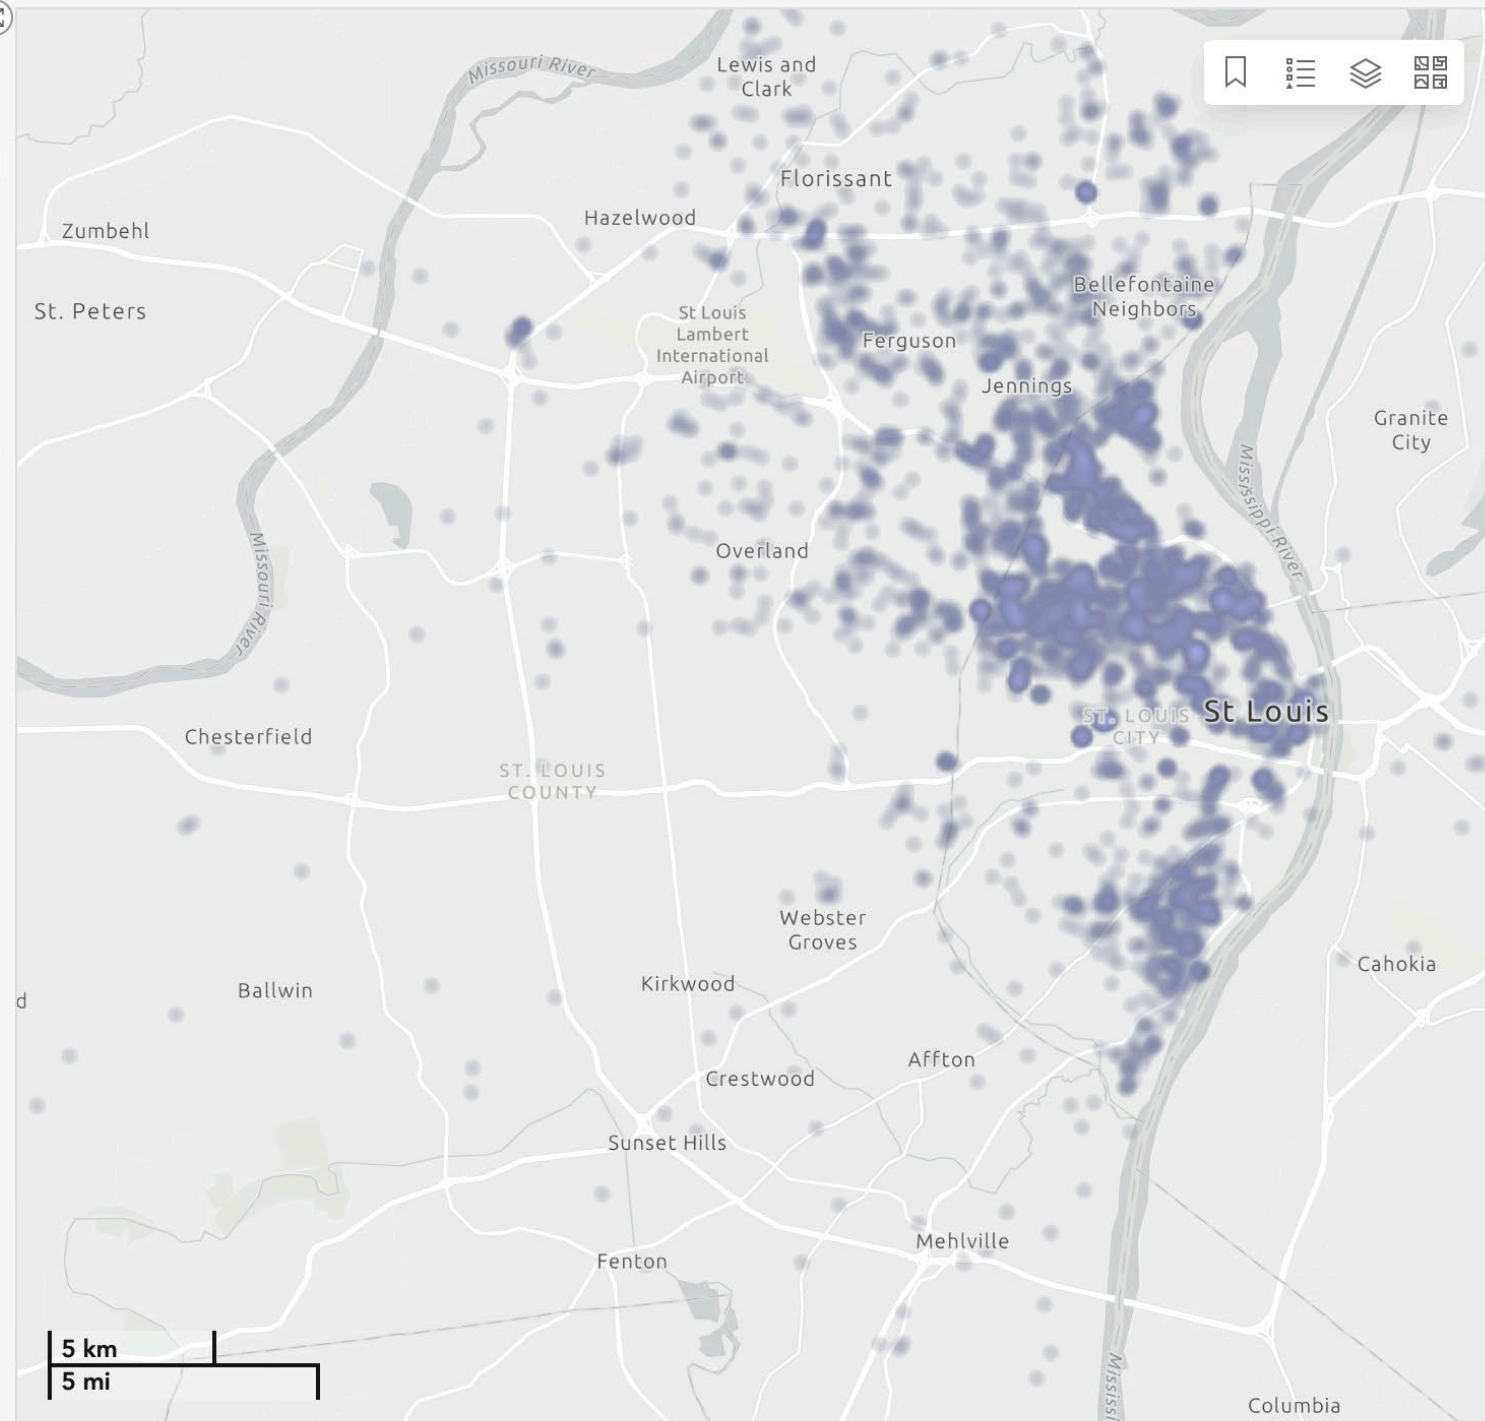 Missouri River
Lewis and
Clark
Florissant
Hazelwood
Zumbehl
St. Peters
Bellefontaine
Neighbors
St Louis
Lambert
International
Airport
Ferguson
Jennings
Granite
City
Mississippi River
Missouri River
Overland
Chesterfield
ST. LOUIS
CITY
St Louis
ST. LOUIS
COUNTY
Webster
Groves
Cahokia
Kirkwood
Ballwin
d
Affton
Crestwood
Sunset Hills
Mehlville
Fenton
5 km
5 mi
Mississi
Columbia